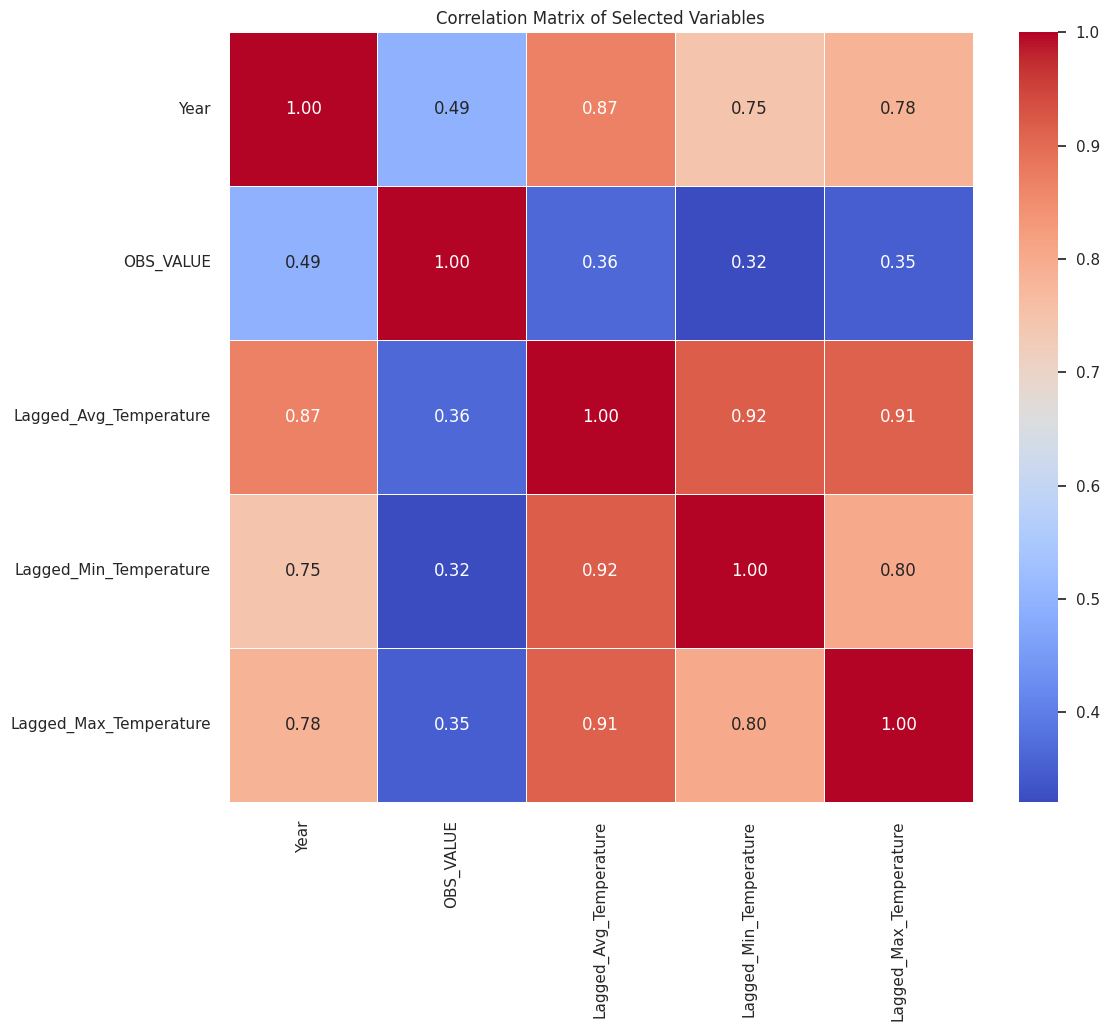 Correlation Matrix of Selected Variables
Year
1.00
0.49
0.87
0.75
0.78
OBS_VALUE
0.49
1.00
0.36
0.32
0.35
Lagged_Avg_Temperature
0.87
0.36
1.00
0.92
0.91
Lagged_Min_Temperature
0.75
0.32
0.92
1.00
0.80
Lagged_Max_Temperature
0.78
0.35
0.91
0.80
1.00
Year
OBS_VALUE
Lagged_Avg_Temperature
Lagged_Min_Temperature
Lagged_Max_Temperature
1.0
0.9
0.8
0.7
0.6
0.5
0.4